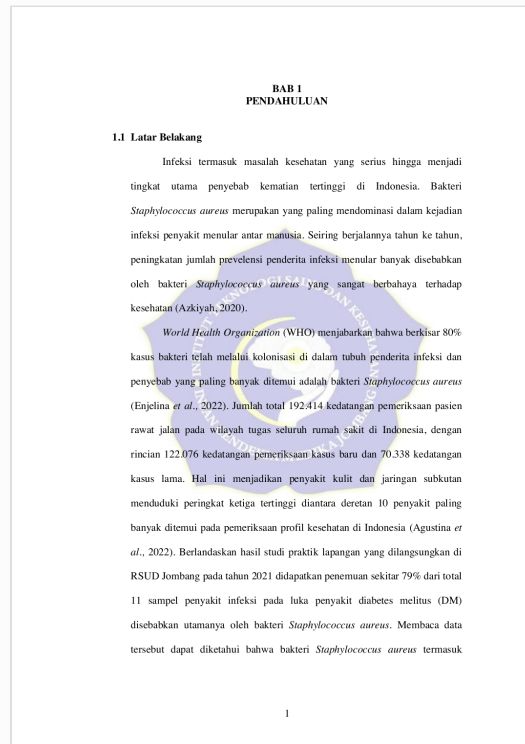 BAB 1
PENDAHULUAN
1.1 Latar Belakang
Infeksi termasuk masalah kesehatan yang serius hingga menjadi
tingkat utama penyebab kematian tertinggi di Indonesia. Bakteri
Staphylococcus aureus merupakan yang paling mendominasi dalam kejadian
infeksi penyakit menular antar manusia. Seiring berjalannya tahun ke tahun,
peningkatan jumlah prevelensi penderita infeksi menular banyak disebabkan
oleh bakteri Staphylococcus aureus yang sangat berbahaya terhadap
kesehatan (Azkiyah, 2020).
World Health Organization (WHO) menjabarkan bahwa berkisar 80%
kasus bakteri telah melalui kolonisasi di dalam tubuh penderita infeksi dan
penyebab yang paling banyak ditemui adalah bakteri Staphylococcus aureus
(Enjelina et al., 2022). Jumlah total 192.414 kedatangan pemeriksaan pasien
rawat jalan pada wilayah tugas seluruh rumah sakit di Indonesia, dengan
rincian 122.076 kedatangan pemeriksaan kasus baru dan 70.338 kedatangan
kasus lama. Hal ini menjadikan penyakit kulit dan jaringan subkutan
menduduki peringkat ketiga tertinggi diantara deretan 10 penyakit paling
banyak ditemui pada pemeriksaan profil kesehatan di Indonesia (Agustina et
al., 2022). Berlandaskan hasil studi praktik lapangan yang dilangsungkan di
RSUD Jombang pada tahun 2021 didapatkan penemuan sekitar 79% dari total
11 sampel penyakit infeksi pada luka penyakit diabetes melitus (DM)
disebabkan utamanya oleh bakteri Staphylococcus aureus. Membaca data
tersebut dapat diketahui bahwa bakteri Staphylococcus aureus termasuk
1